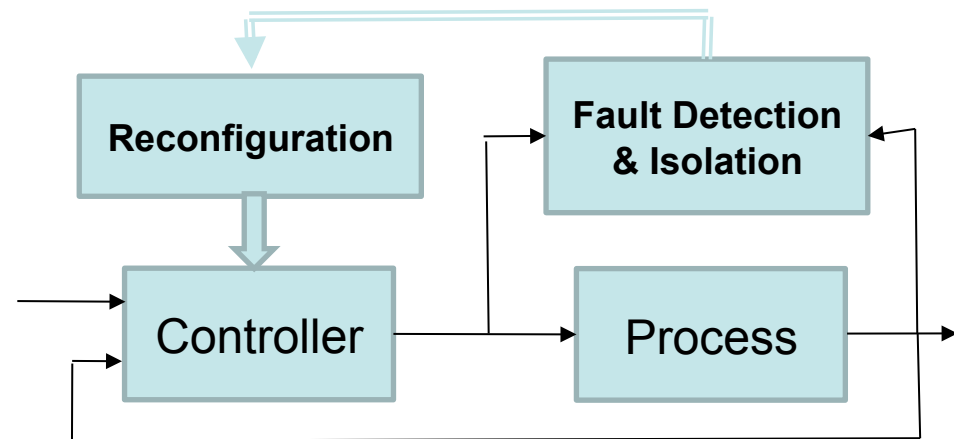 Reconfiguration
Fault Detection
& Isolation
Controller
Process